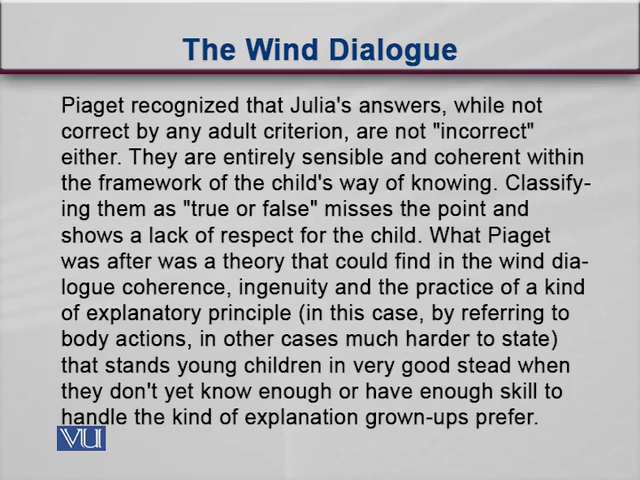 The Wind Dialogue
Piaget recognized that Julia's answers, while not
correct by any adult criterion, are not "incorrect"
either. They are entirely sensible and coherent within
the framework of the child's way of knowing. Classify-
ing them as "true or false" misses the point and
shows a lack of respect for the child. What Piaget
was after was a theory that could find in the wind dia-
logue coherence, ingenuity and the practice of a kind
of explanatory principle (in this case, by referring to
body actions, in other cases much harder to state)
that stands young children in very good stead when
they don't yet know enough or have enough skill to
handle the kind of explanation grown-ups prefer.
VU